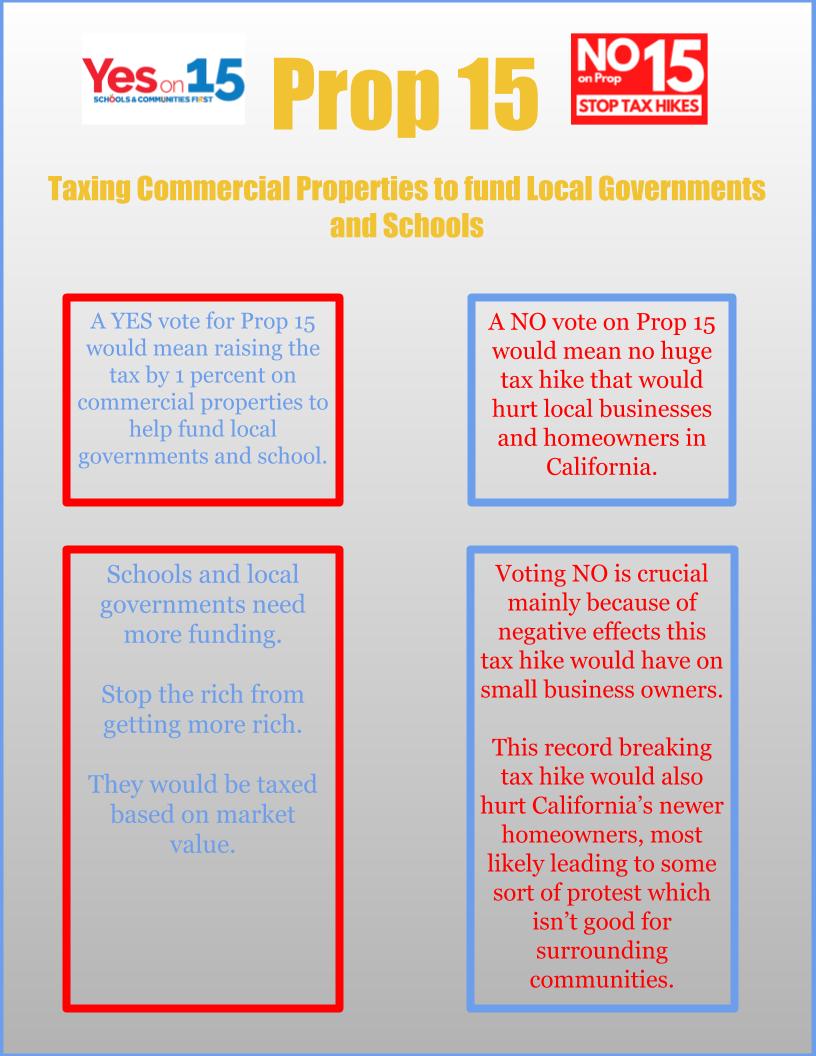 Yes on 15
SCHOOLS & COMMUNITIES FIRST
Prop 15
NO 15
on Prop
STOP TAX HIKES
Taxing Commercial Properties to fund Local Governments
and Schools
A YES vote for Prop 15
would mean raising the
tax by 1 percent on
commercial properties to
help fund local
governments and school.
A NO vote on Prop 15
would mean no huge
tax hike that would
hurt local businesses
and homeowners in
California.
Schools and local
governments need
more funding.
Stop the rich from
getting more rich.
They would be taxed
based on market
value.
Voting NO is crucial
mainly because of
negative effects this
tax hike would have on
small business owners.
This record breaking
tax hike would also
hurt California’s newer
homeowners, most
likely leading to some
sort of protest which
isn’t good for
surrounding
communities.